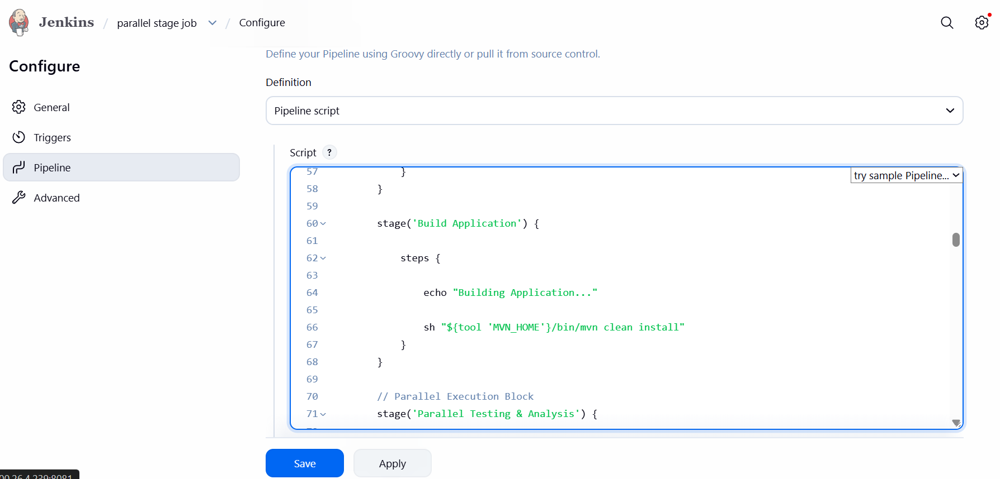 Jenkins / parallel stage job / Configure
Configure
General
Triggers
Pipeline
Advanced
Define your Pipeline using Groovy directly or pull it from source control.
Definition
Pipeline script
Script ?
try sample Pipeline...
57 }
58 }
59
60 stage('Build Application') {
61
62 steps {
63
64 echo "Building Application..."
65
66 sh "${tool 'MVN_HOME'}/bin/mvn clean install"
67 }
68 }
69
70 // Parallel Execution Block
71 stage('Parallel Testing & Analysis') {
Save
Apply